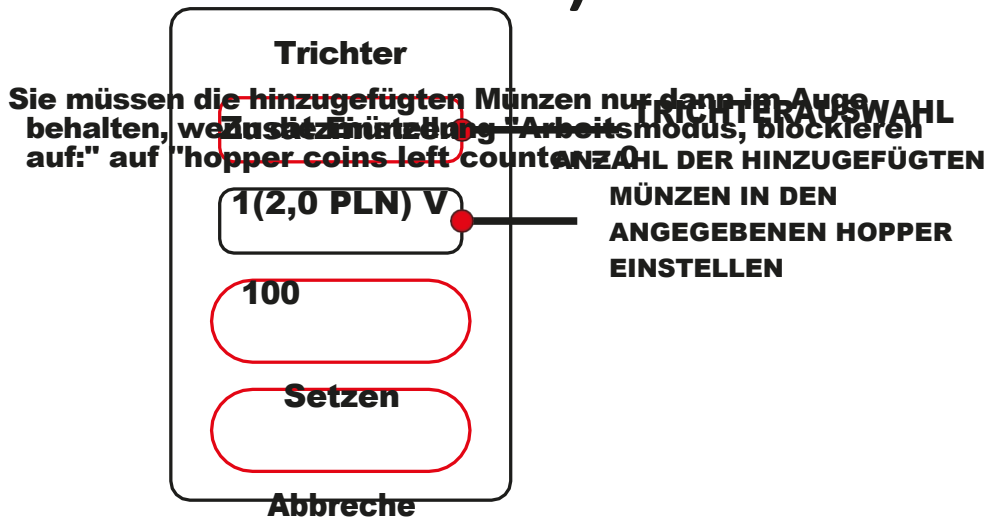 Trichter
Sie müssen die hinzugefügten Münzen nur dann im Auge
behalten, wenn die Einstellung "Arbeitsmodus, blockieren
auf:" auf "hopper coins left counter = 0
TRICHTERAUSWAHL
ANZAHL DER HINZUGEFÜGTEN
MÜNZEN IN DEN
ANGEGEBENEN HOPPER
EINSTELLEN
1(2,0 PLN) V
100
Setzen
Abbreche